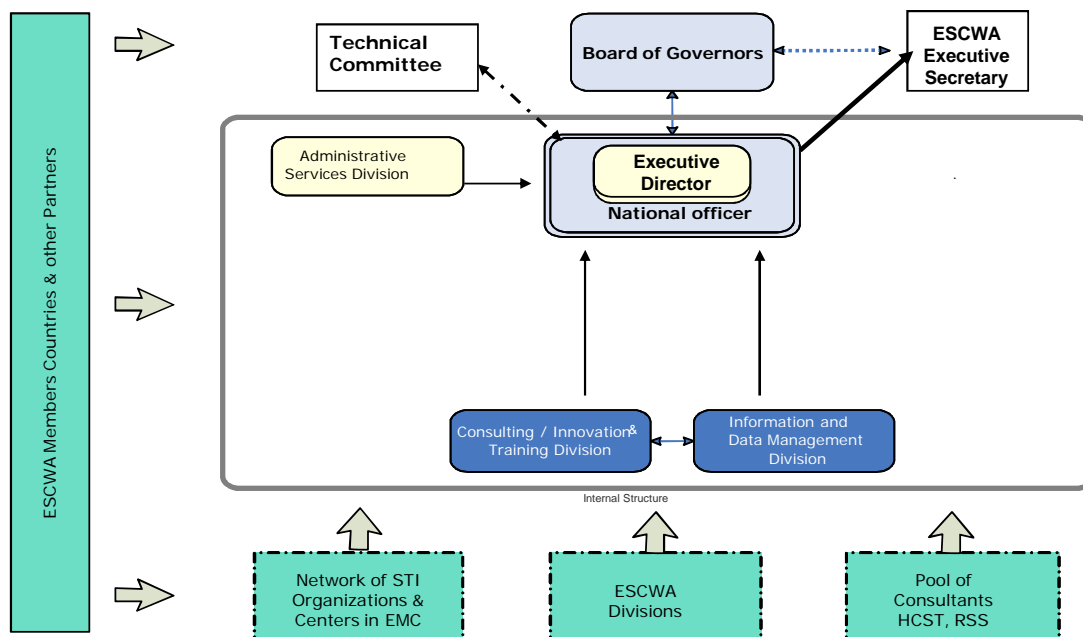 ESCWA Members Countries & other Partners
Technical
Committee
Board of Governors
ESCWA
Executive
Secretary
Administrative
Services Division
Executive
Director
National officer
Consulting / Innovation&
Training Division
Information and
Data Management
Division
Internal Structure
Network of STI
Organizations &
Centers in EMC
ESCWA
Divisions
Pool of
Consultants
HCST, RSS